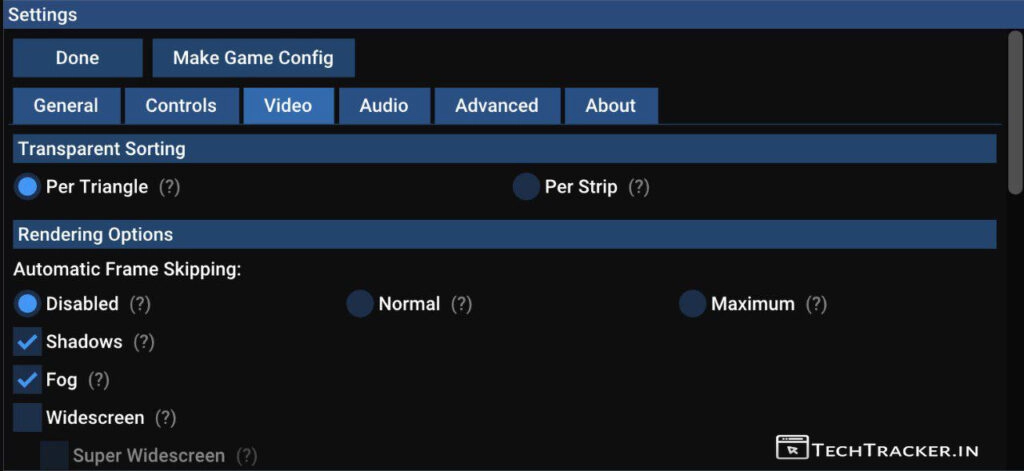 Settings
Done Make Game Config
General Controls Video Audio Advanced About
Transparent Sorting
Per Triangle (?) Per Strip (?)
Rendering Options
Automatic Frame Skipping:
Disabled (?) Normal (?) Maximum (?)
Shadows (?)
Fog (?)
Widescreen (?)
Super Widescreen (?)
TECHTRACKER.IN